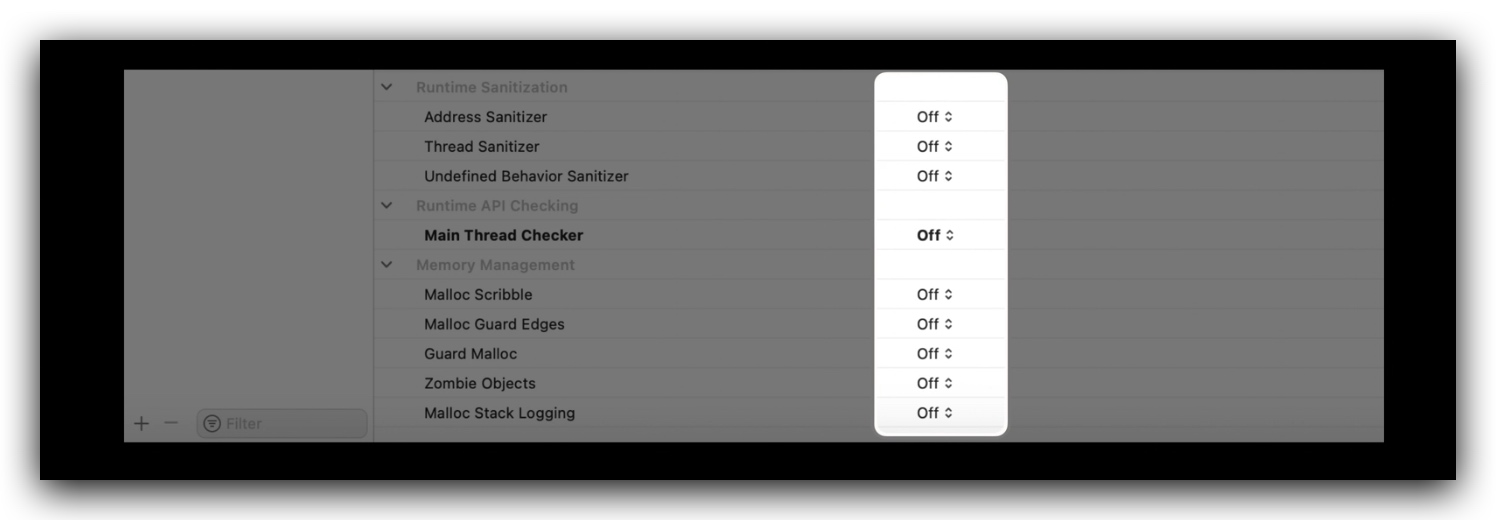 Runtime Sanitization
Address Sanitizer Off
Thread Sanitizer Off
Undefined Behavior Sanitizer Off
Runtime API Checking
Main Thread Checker Off
Memory Management
Malloc Scribble Off
Malloc Guard Edges Off
Guard Malloc Off
Zombie Objects Off
Malloc Stack Logging Off
Filter